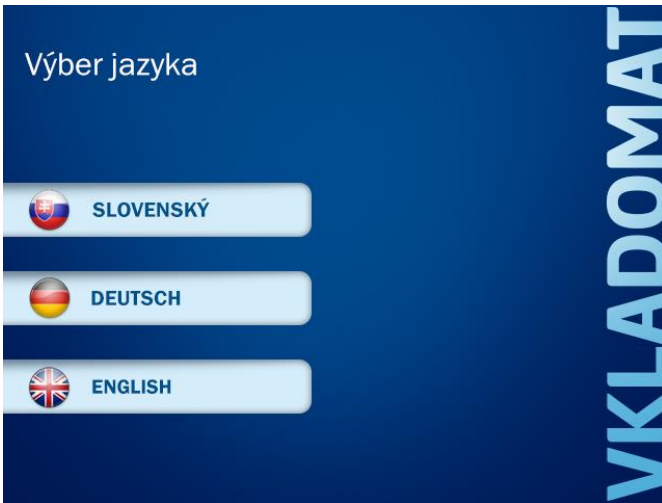 Výber jazyka
SLOVENSKÝ
DEUTSCH
ENGLISH
VKLADOMAT